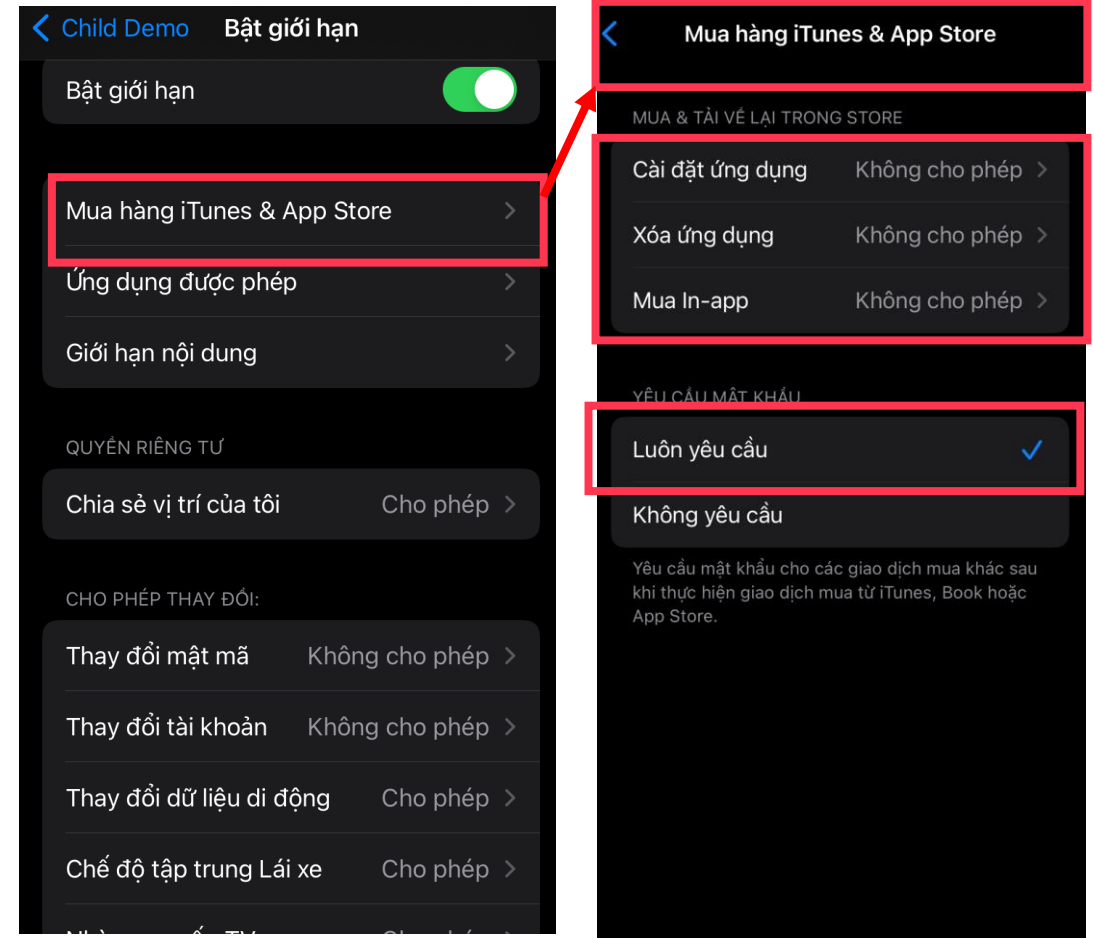 Child Demo Bật giới hạn
Bật giới hạn
Mua hàng iTunes & App Store
Ứng dụng được phép
Giới hạn nội dung
QUYỀN RIÊNG TƯ
Chia sẻ vị trí của tôi Cho phép
CHO PHÉP THAY ĐỔI:
Thay đổi mật mã Không cho phép
Thay đổi tài khoản Không cho phép
Thay đổi dữ liệu di động Cho phép
Chế độ tập trung Lái xe Cho phép
Mua hàng iTunes & App Store
MUA & TẢI VỀ LẠI TRONG STORE
Cài đặt ứng dụng Không cho phép
Xóa ứng dụng Không cho phép
Mua In-app Không cho phép
YÊU CẦU MẬT KHẨU
Luôn yêu cầu
Không yêu cầu
Yêu cầu mật khẩu cho các giao dịch mua khác sau
khi thực hiện giao dịch mua từ iTunes, Book hoặc
App Store.